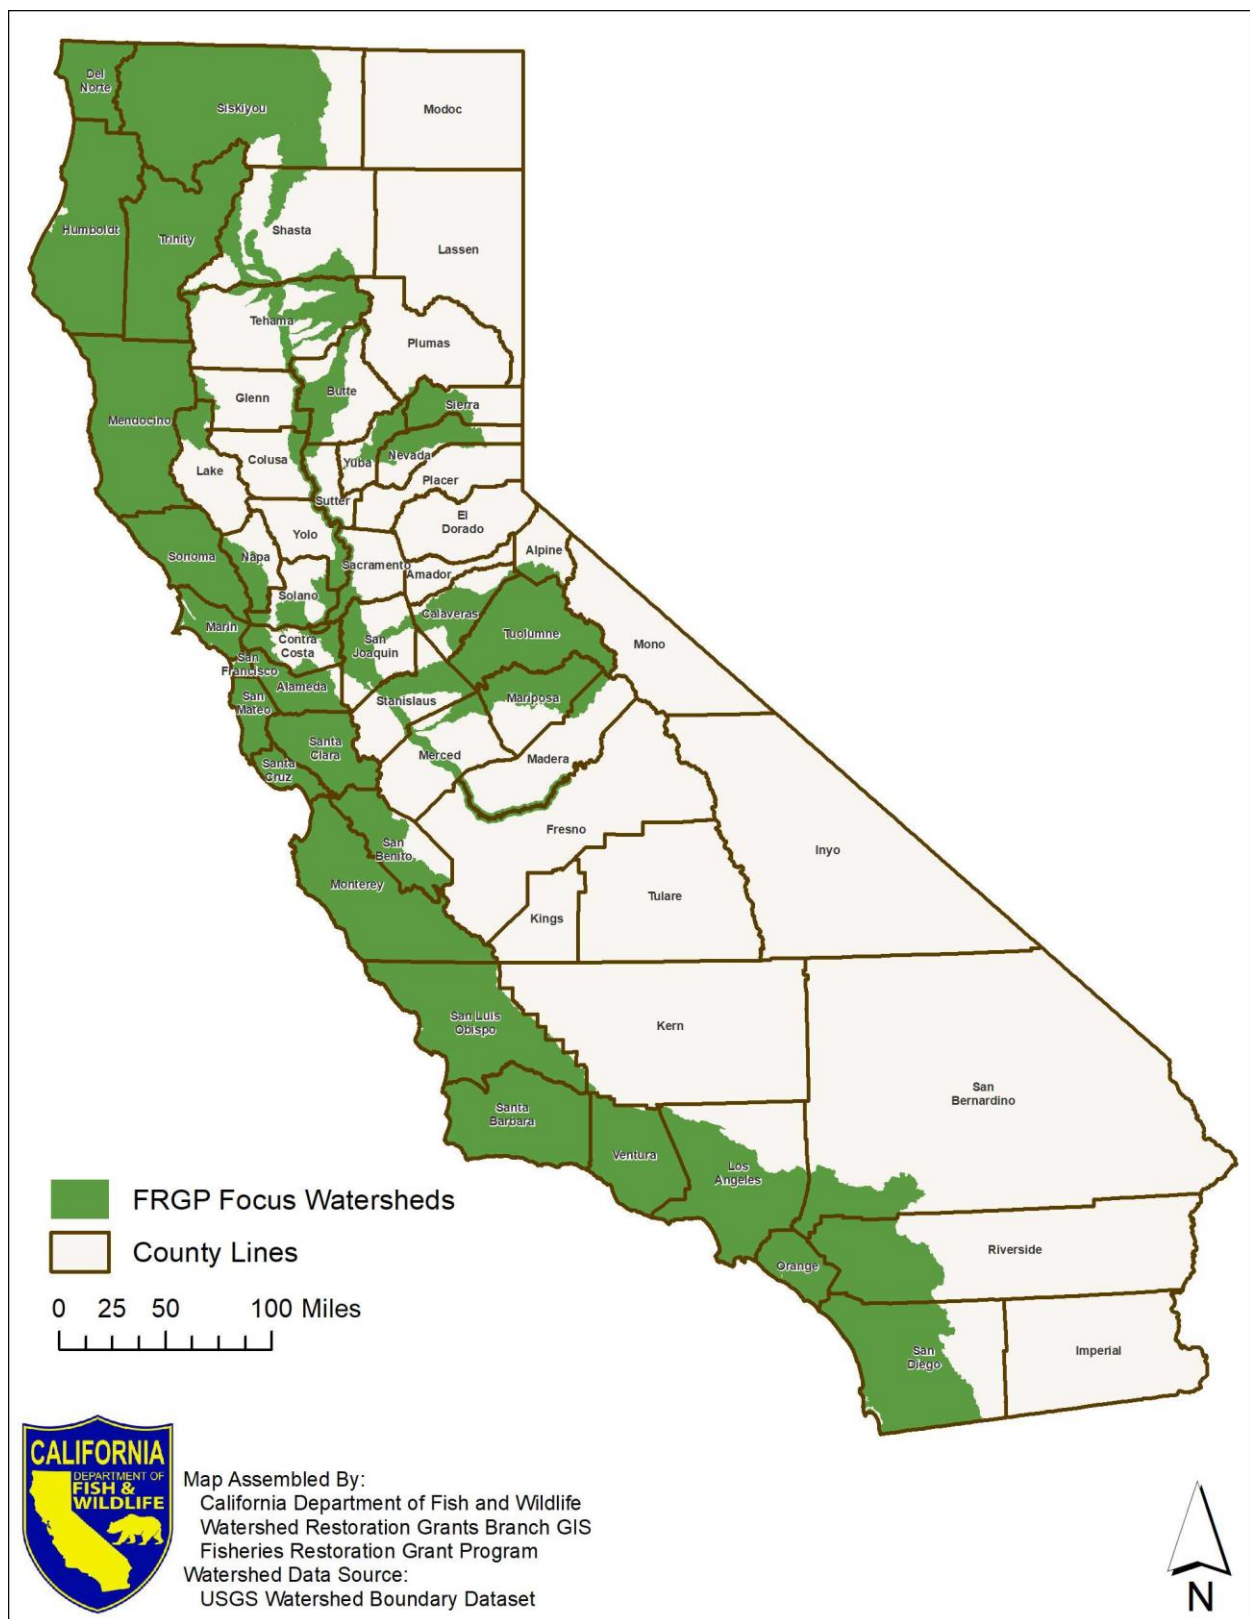 Del
Norte
Siskiyou
Modoc
Humboldt
Trinity
Shasta
Lassen
Tehama
Plumas
Mendocino
Glenn
Butte
Sierra
Lake
Colusa
Yuba
Nevada
Placer
Sutter
El
Dorado
Yolo
Sonoma
Napa
Sacramento
Alpine
Amador
Solano
Calaveras
Marin
Contra
Costa
San
Joaquin
Tuolumne
Mono
San
Francisco
Alameda
San
Mateo
Stanislaus
Mariposa
Santa
Clara
Merced
Madera
Santa
Cruz
Fresno
San
Benito
Inyo
Monterey
Tulare
Kings
San Luis
Obispo
Kern
San
Bernardino
Santa
Barbara
Ventura
Los
Angeles
Orange
Riverside
San
Diego
Imperial
FRGP Focus Watersheds
County Lines
0 25 50 100 Miles
CALIFORNIA
DEPARTMENT OF
FISH &
WILDLIFE
Map Assembled By:
California Department of Fish and Wildlife
Watershed Restoration Grants Branch GIS
Fisheries Restoration Grant Program
Watershed Data Source:
USGS Watershed Boundary Dataset
N